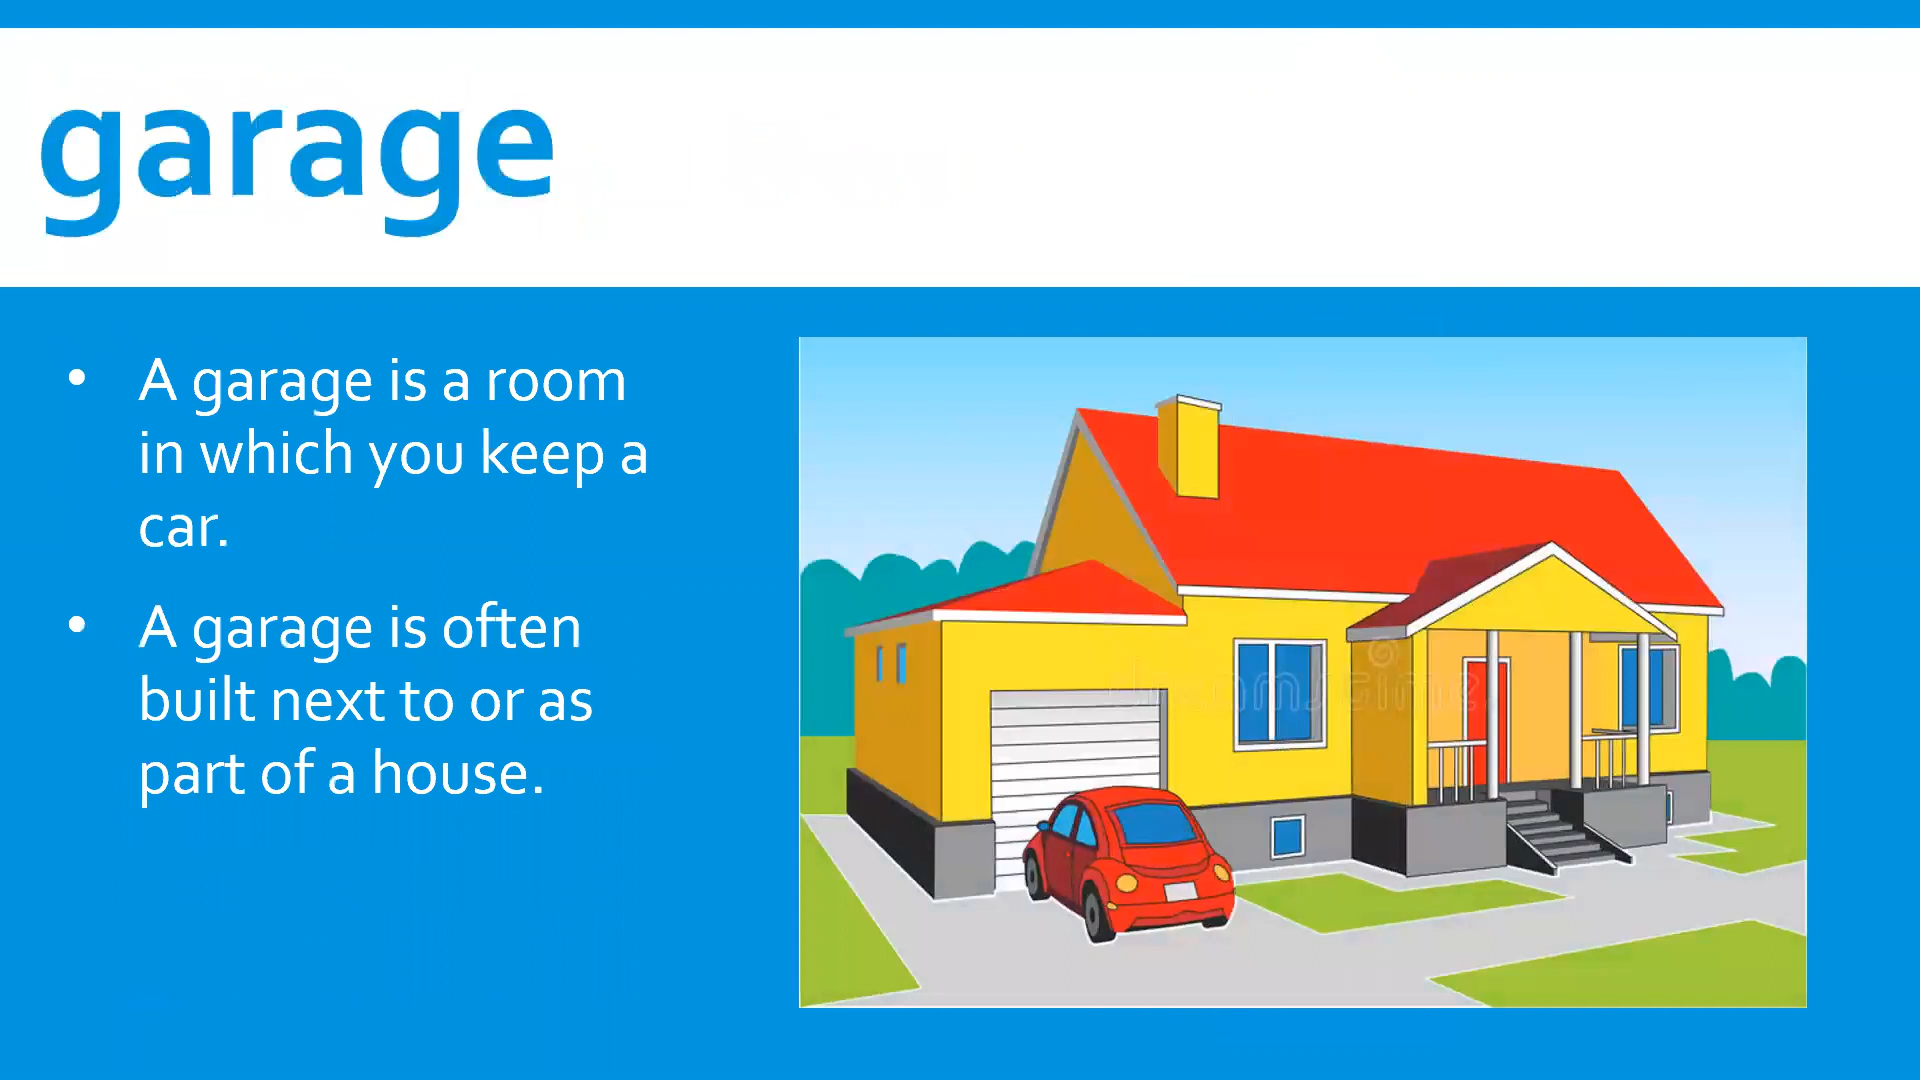 garage
• A garage is a room
in which you keep a
car.
• A garage is often
built next to or as
part of a house.
dreamstime